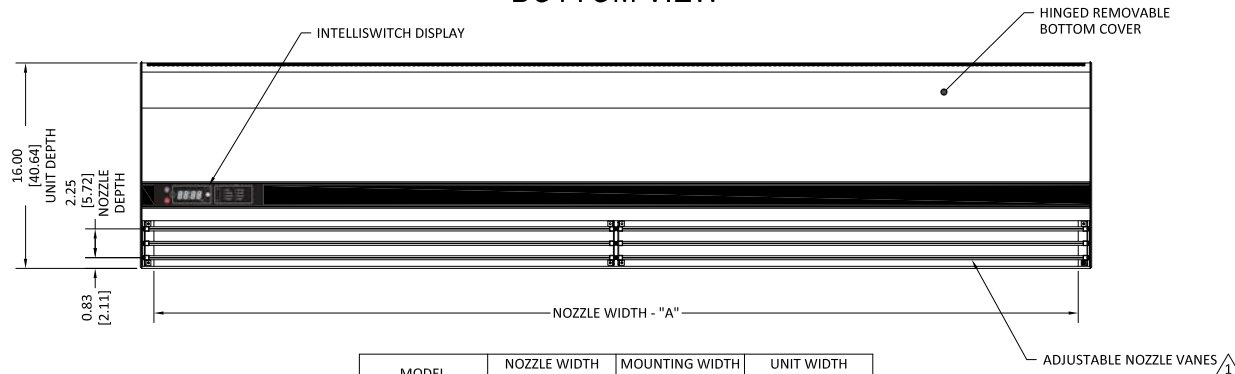 BOTTOM VIEW
INTELLISWITCH DISPLAY
HINGED REMOVABLE
BOTTOM COVER
16.00
[40.64]
UNIT DEPTH
2.25
[5.72]
NOZZLE
DEPTH
0.83
[2.11]
NOZZLE WIDTH - "A"
ADJUSTABLE NOZZLE VANES
1
MODEL
NOZZLE WIDTH
MOUNTING WIDTH
UNIT WIDTH